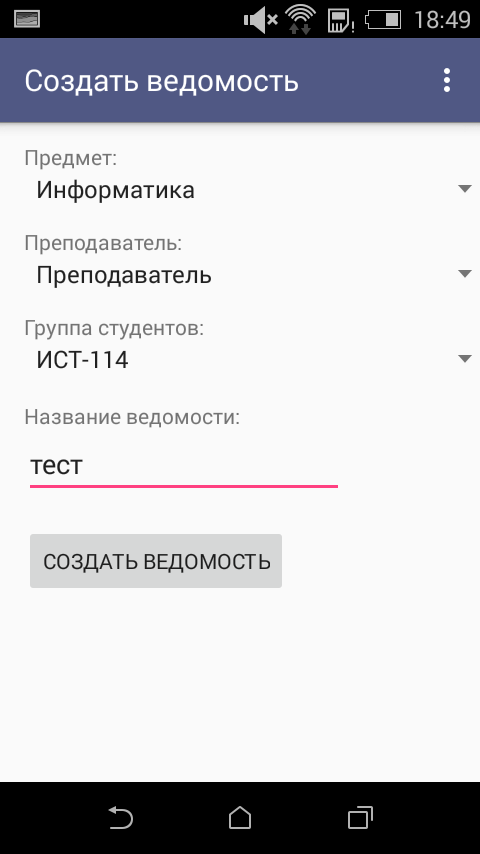 18:49
Создать ведомость
Предмет:
Информатика
Преподаватель:
Преподаватель
Группа студентов:
ИСТ-114
Название ведомости:
тест
СОЗДАТЬ ВЕДОМОСТЬ